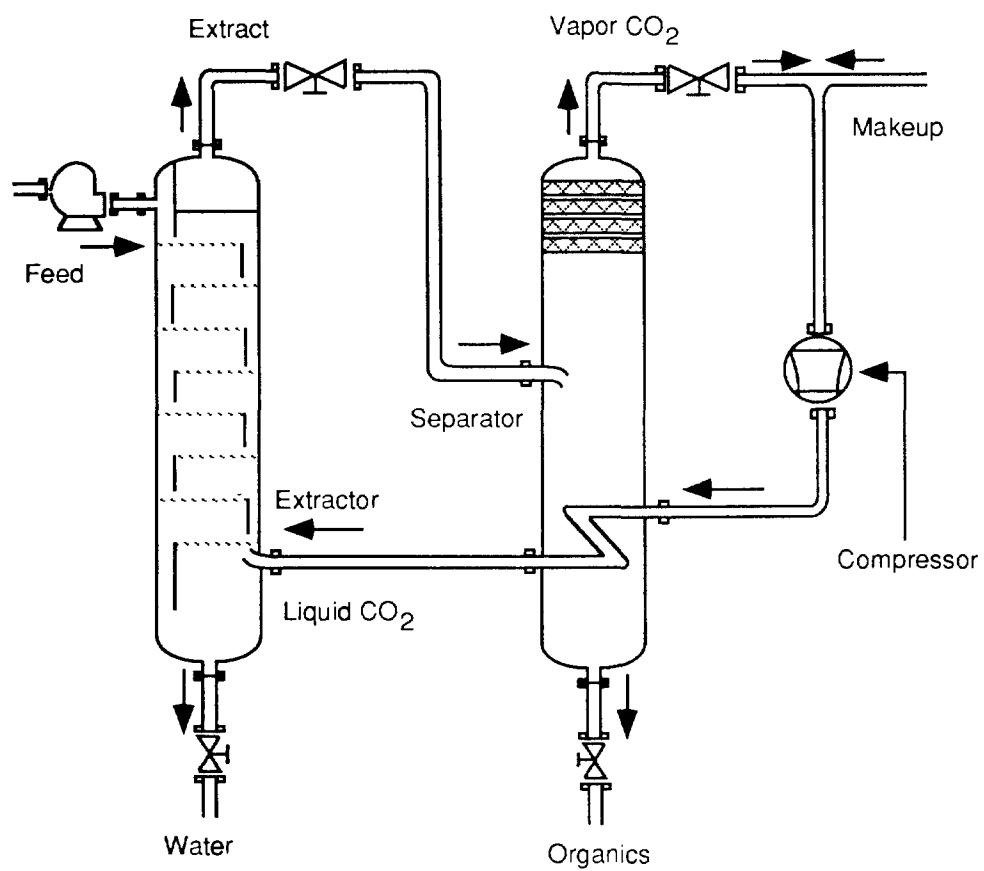 Extract
Vapor CO2
Makeup
Feed
Separator
Extractor
Compressor
Liquid CO2
Water
Organics